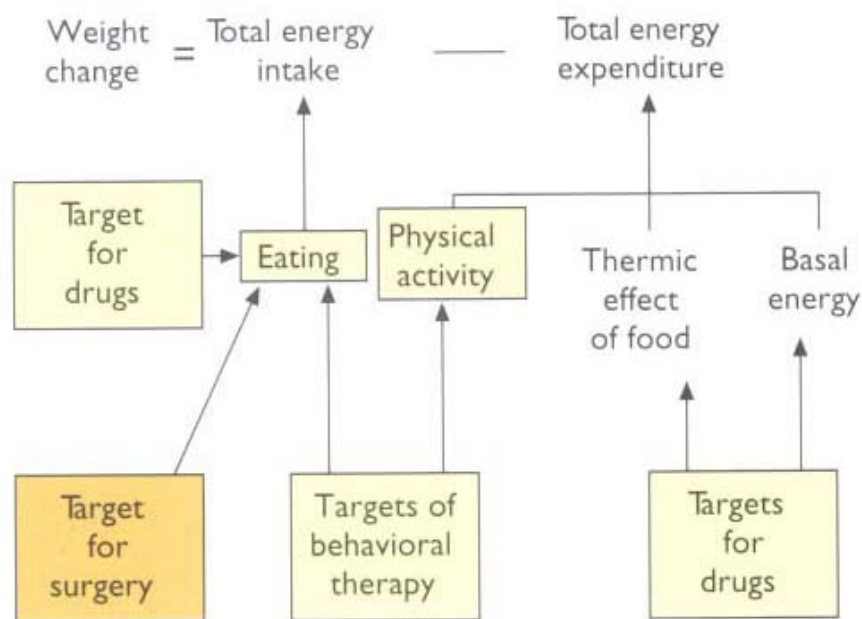 Weight
change
=
Total energy
intake
—
Total energy
expenditure
Target
for
drugs
Eating
Physical
activity
Thermic
effect
of food
Basal
energy
Target
for
surgery
Targets of
behavioral
therapy
Targets
for
drugs